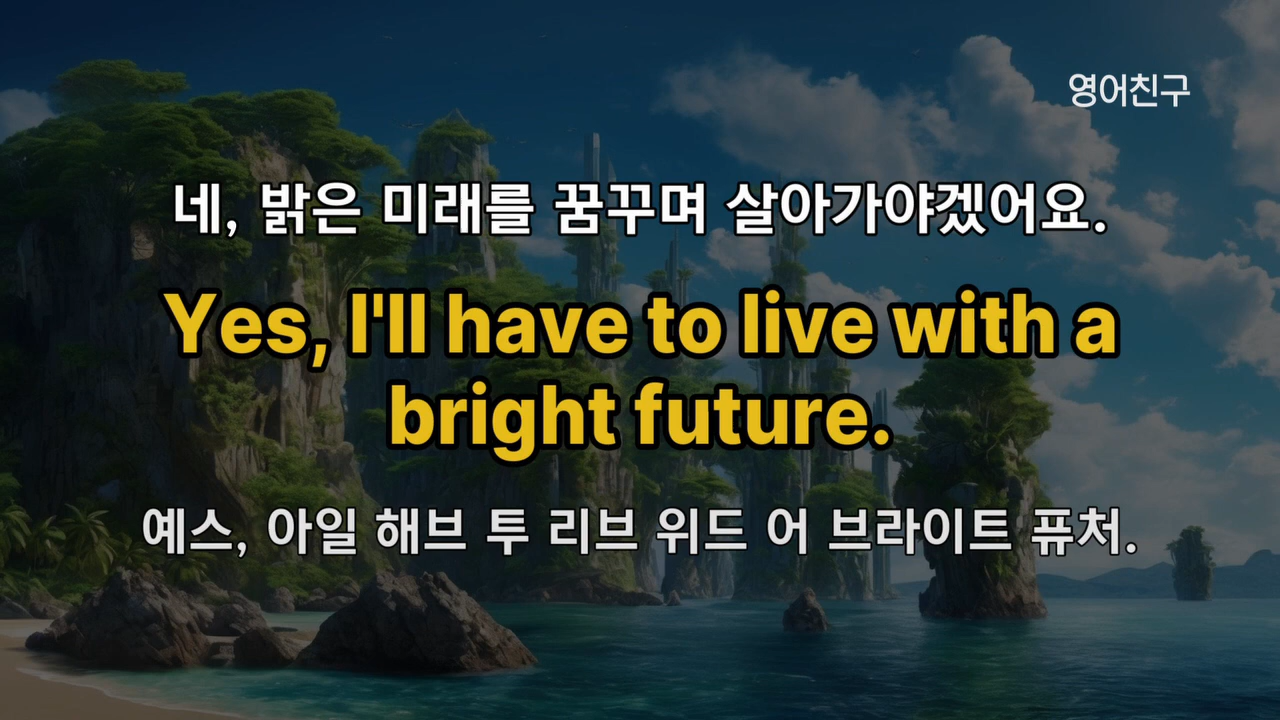 영어친구
네, 밝은 미래를 꿈꾸며 살아가야겠어요.
Yes, I'll have to live with a
bright future.
예스, 아일 해브 투 리브 위드 어 브라이트 퓨처.